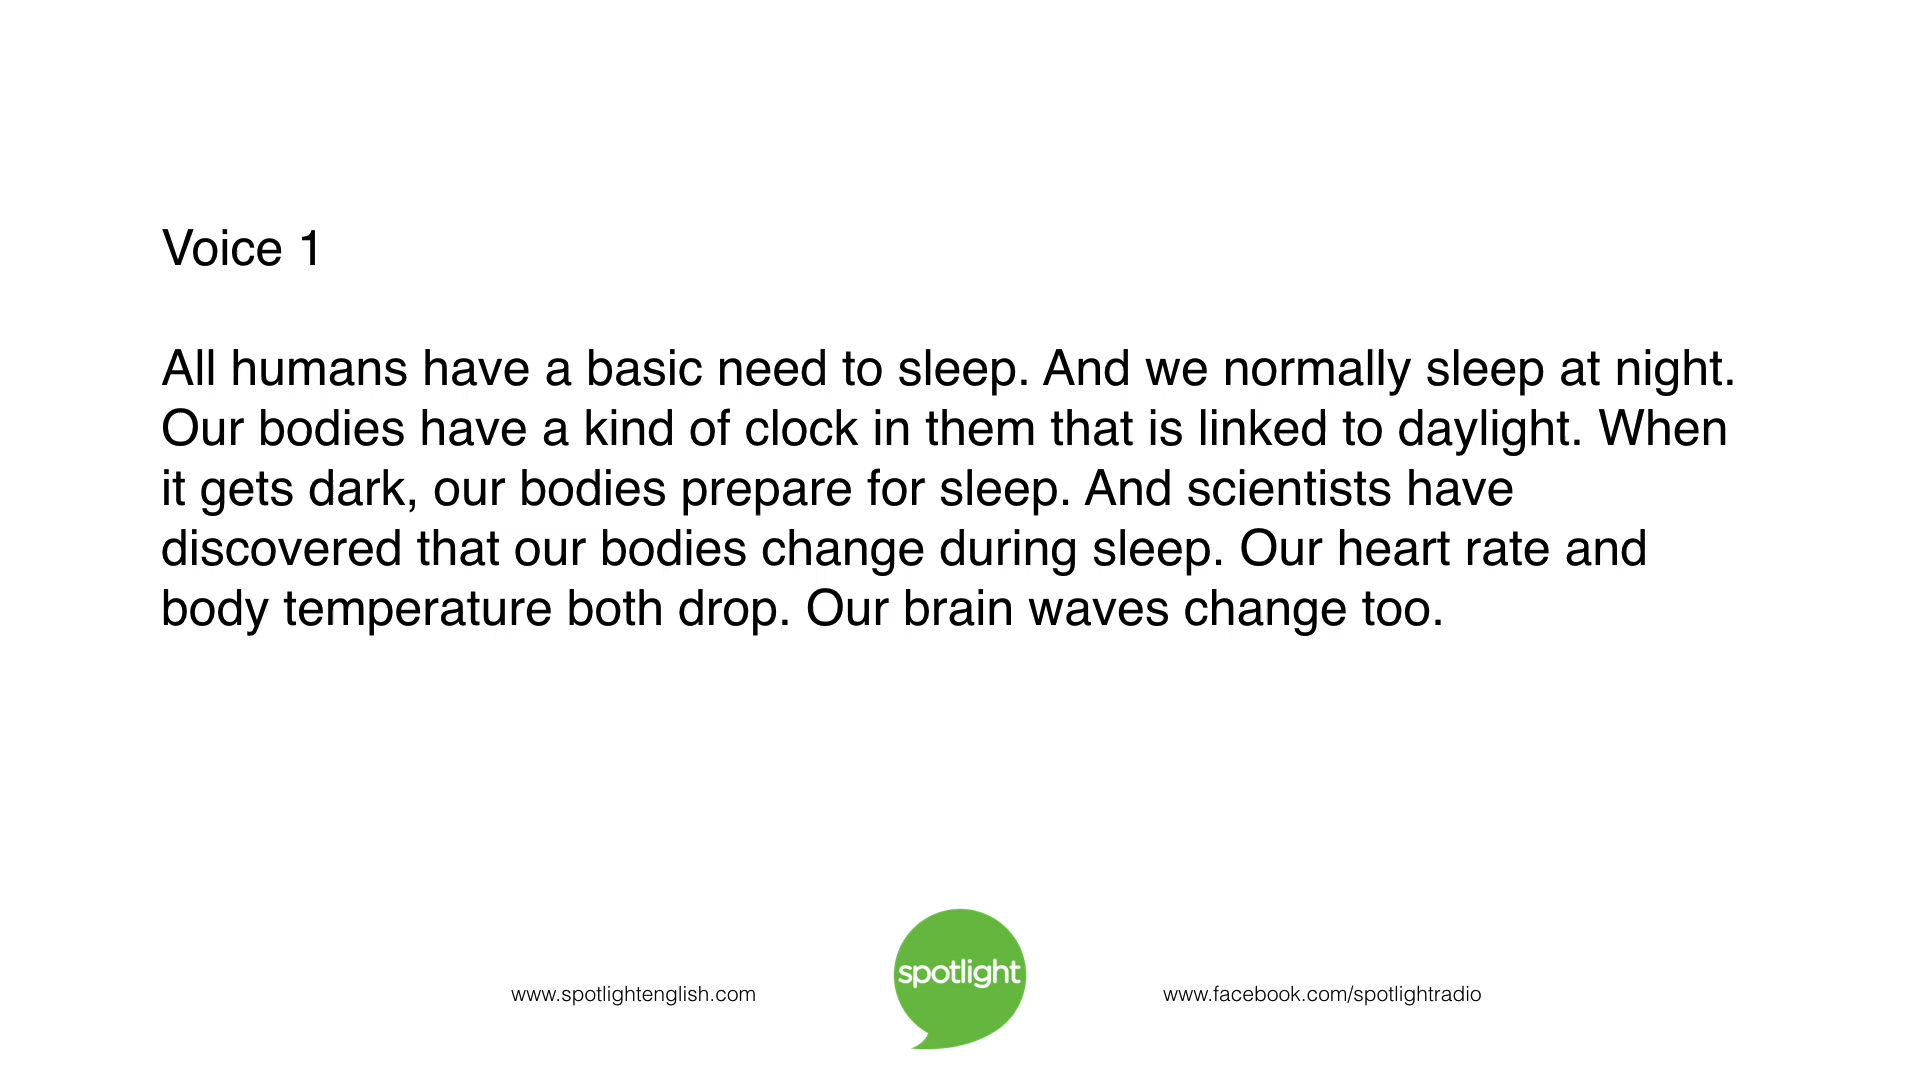 Voice 1
All humans have a basic need to sleep. And we normally sleep at night.
Our bodies have a kind of clock in them that is linked to daylight. When
it gets dark, our bodies prepare for sleep. And scientists have
discovered that our bodies change during sleep. Our heart rate and
body temperature both drop. Our brain waves change too.
spotlight
www.spotlightenglish.com
www.facebook.com/spotlightradio